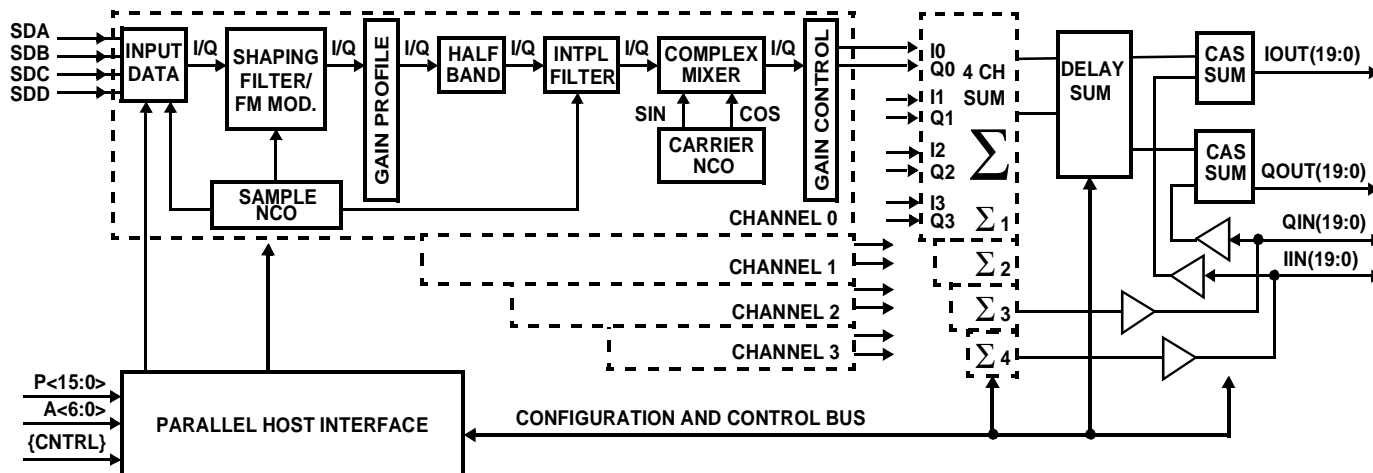 SDA
SDB
SDC
SDD
INPUT
DATA
I/Q
SHAPING
FILTER/
FM MOD.
I/Q
GAIN PROFILE
I/Q
HALF
BAND
I/Q
INTPL
FILTER
I/Q
COMPLEX
MIXER
I/Q
GAIN CONTROL
SIN
COS
CARRIER
NCO
SAMPLE
NCO
CHANNEL 0
CHANNEL 1
CHANNEL 2
CHANNEL 3
I0
Q0
4 CH
SUM
I1
Q1
Σ
I2
Q2
I3
Q3
Σ1
Σ2
Σ3
Σ4
DELAY
SUM
CAS
SUM
IOUT(19:0)
CAS
SUM
QOUT(19:0)
QIN(19:0)
IIN(19:0)
P<15:0>
A<6:0>
{CNTRL}
PARALLEL HOST INTERFACE
CONFIGURATION AND CONTROL BUS